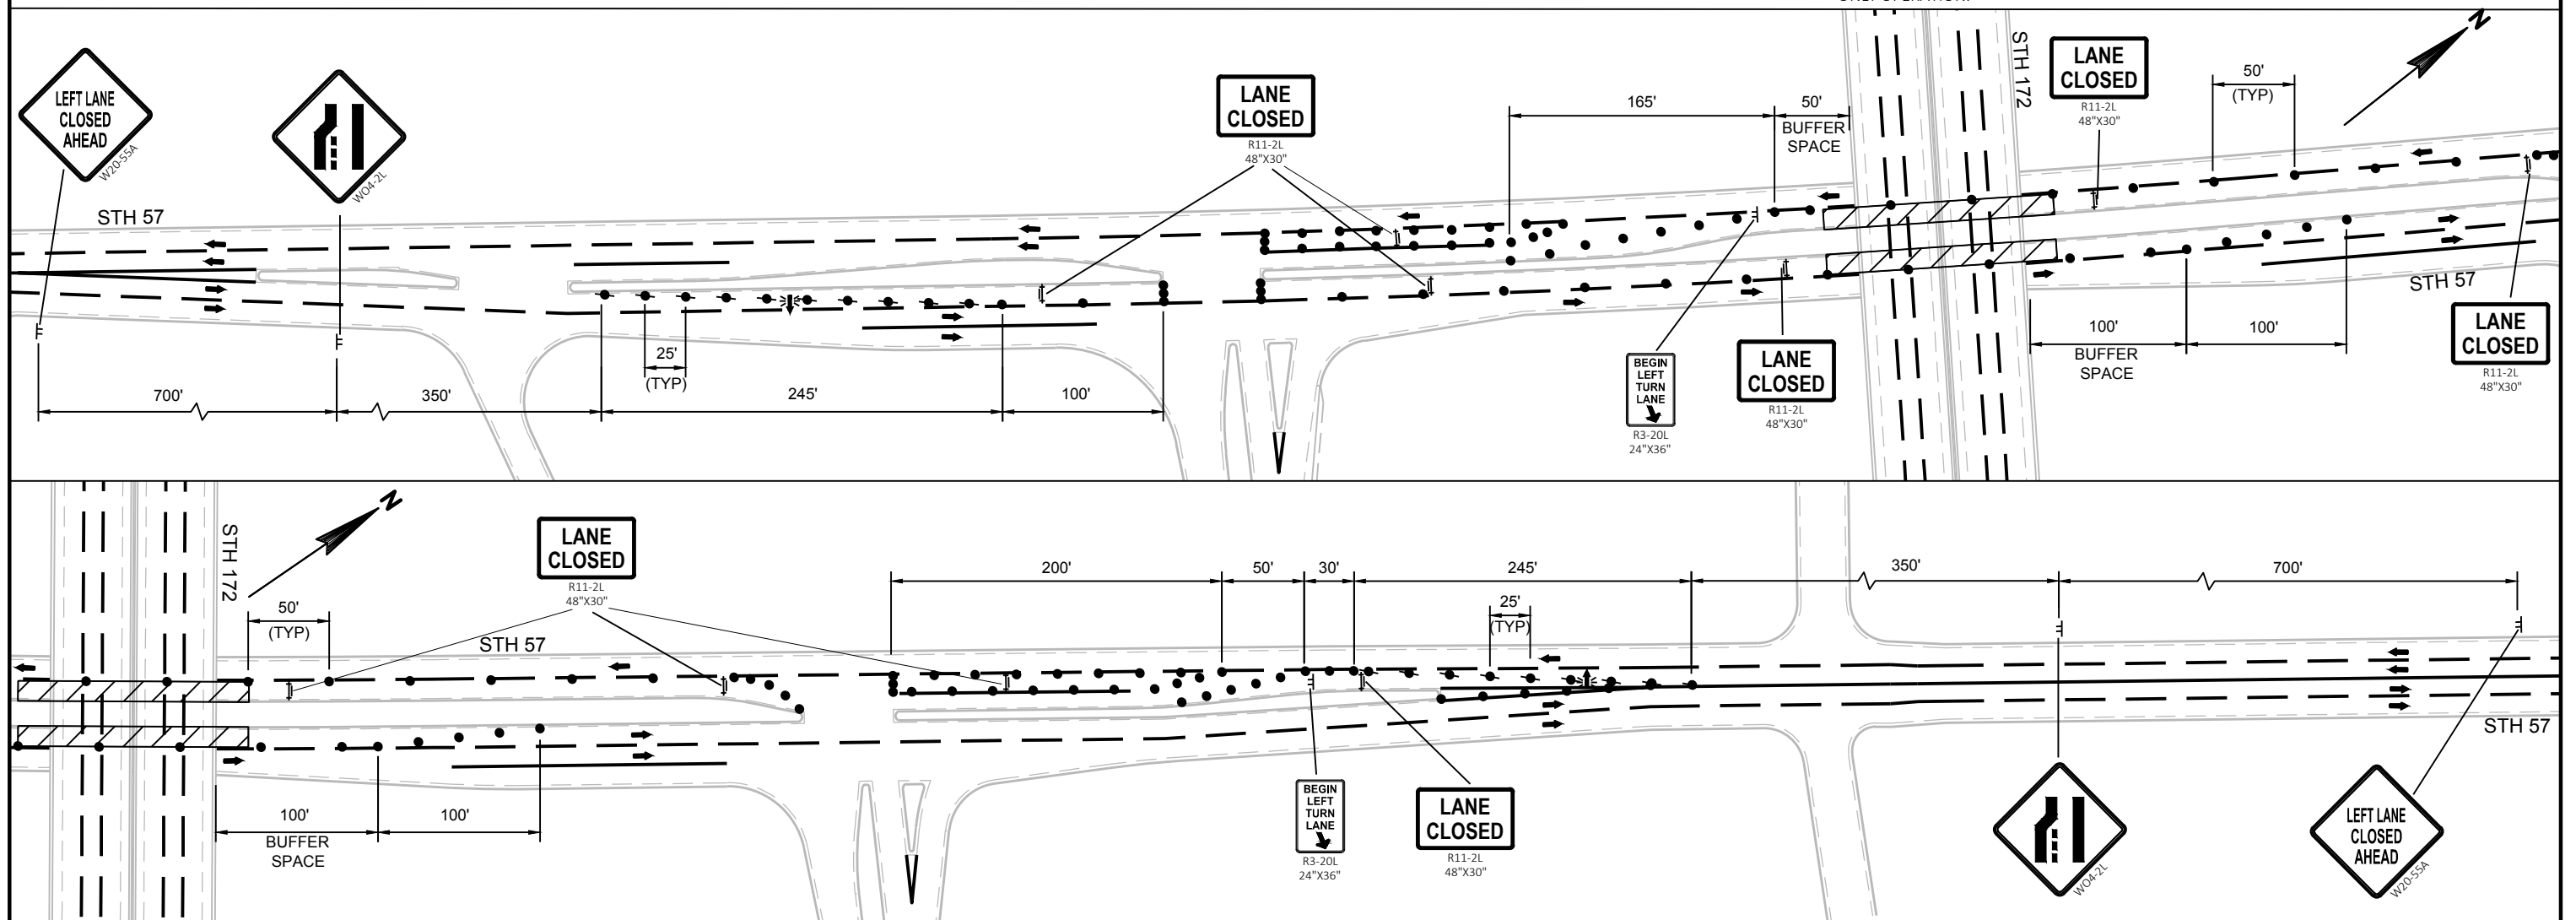 LEFT LANE
CLOSED
AHEAD
W20-55A
WO4-2L
STH 57
LANE
CLOSED
R11-2L
48"X30"
165'
50'
BUFFER
SPACE
STH 172
LANE
CLOSED
R11-2L
48"X30"
50'
(TYP)
N
25'
(TYP)
700'
350'
245'
100'
BEGIN
LEFT
TURN
LANE
R3-20L
24"X36"
LANE
CLOSED
R11-2L
48"X30"
100'
BUFFER
SPACE
100'
STH 57
LANE
CLOSED
R11-2L
48"X30"
STH 172
N
50'
(TYP)
LANE
CLOSED
R11-2L
48"X30"
STH 57
200'
50'
30'
245'
25'
(TYP)
350'
700'
100'
BUFFER
SPACE
100'
BEGIN
LEFT
TURN
LANE
R3-20L
24"X36"
LANE
CLOSED
R11-2L
48"X30"
WO4-2L
LEFT LANE
CLOSED
AHEAD
W20-55A
STH 57